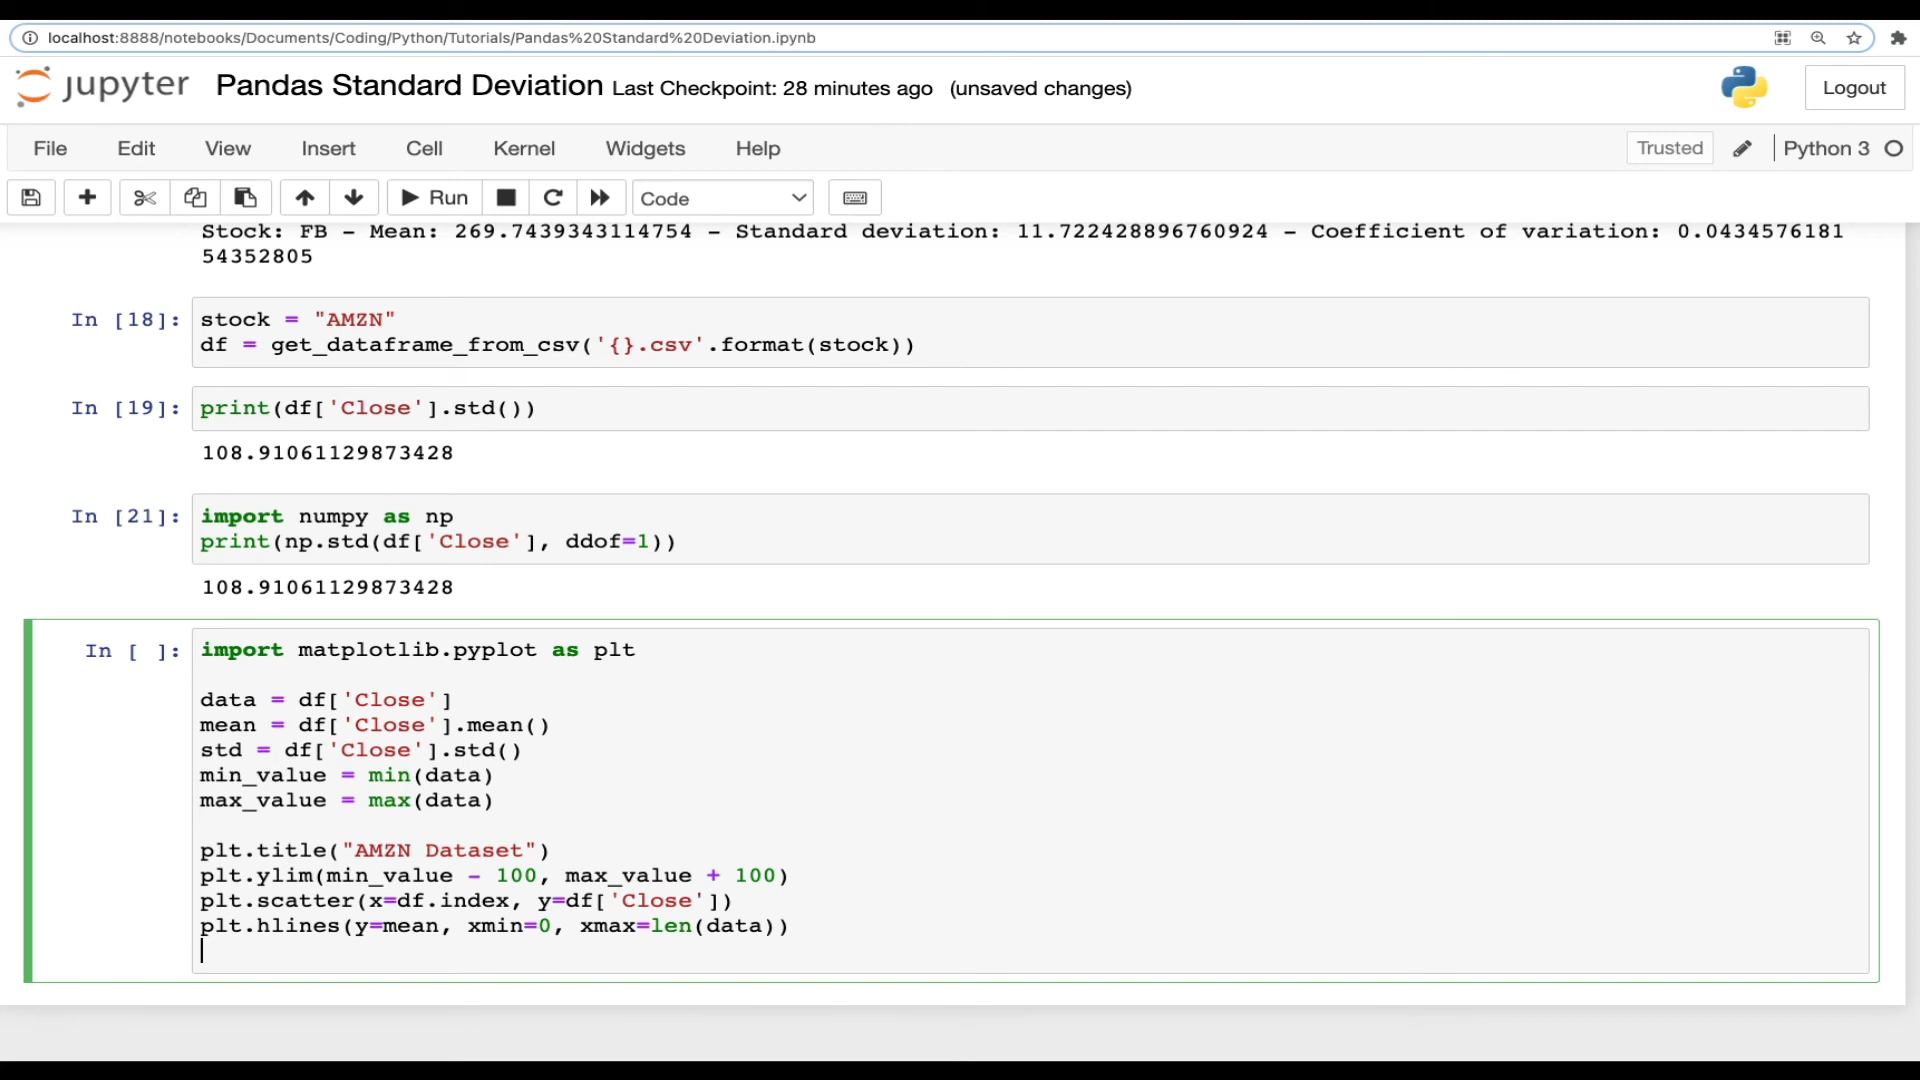 localhost:8888/notebooks/Documents/Coding/Python/Tutorials/Pandas%20Standard%20Deviation.ipynb
jupyter Pandas Standard Deviation Last Checkpoint: 28 minutes ago (unsaved changes) Logout
File Edit View Insert Cell Kernel Widgets Help Trusted Python 3
Run Code
Stock: FB - Mean: 269.7439343114754 - Standard deviation: 11.722428896760924 - Coefficient of variation: 0.0434576181
54352805
In [18]: stock = "AMZN"
df = get_dataframe_from_csv('{}.csv'.format(stock))
In [19]: print(df['Close'].std())
108.91061129873428
In [21]: import numpy as np
print(np.std(df['Close'], ddof=1))
108.91061129873428
In [ ]: import matplotlib.pyplot as plt
data = df['Close']
mean = df['Close'].mean()
std = df['Close'].std()
min_value = min(data)
max_value = max(data)
plt.title("AMZN Dataset")
plt.ylim(min_value - 100, max_value + 100)
plt.scatter(x=df.index, y=df['Close'])
plt.hlines(y=mean, xmin=0, xmax=len(data))